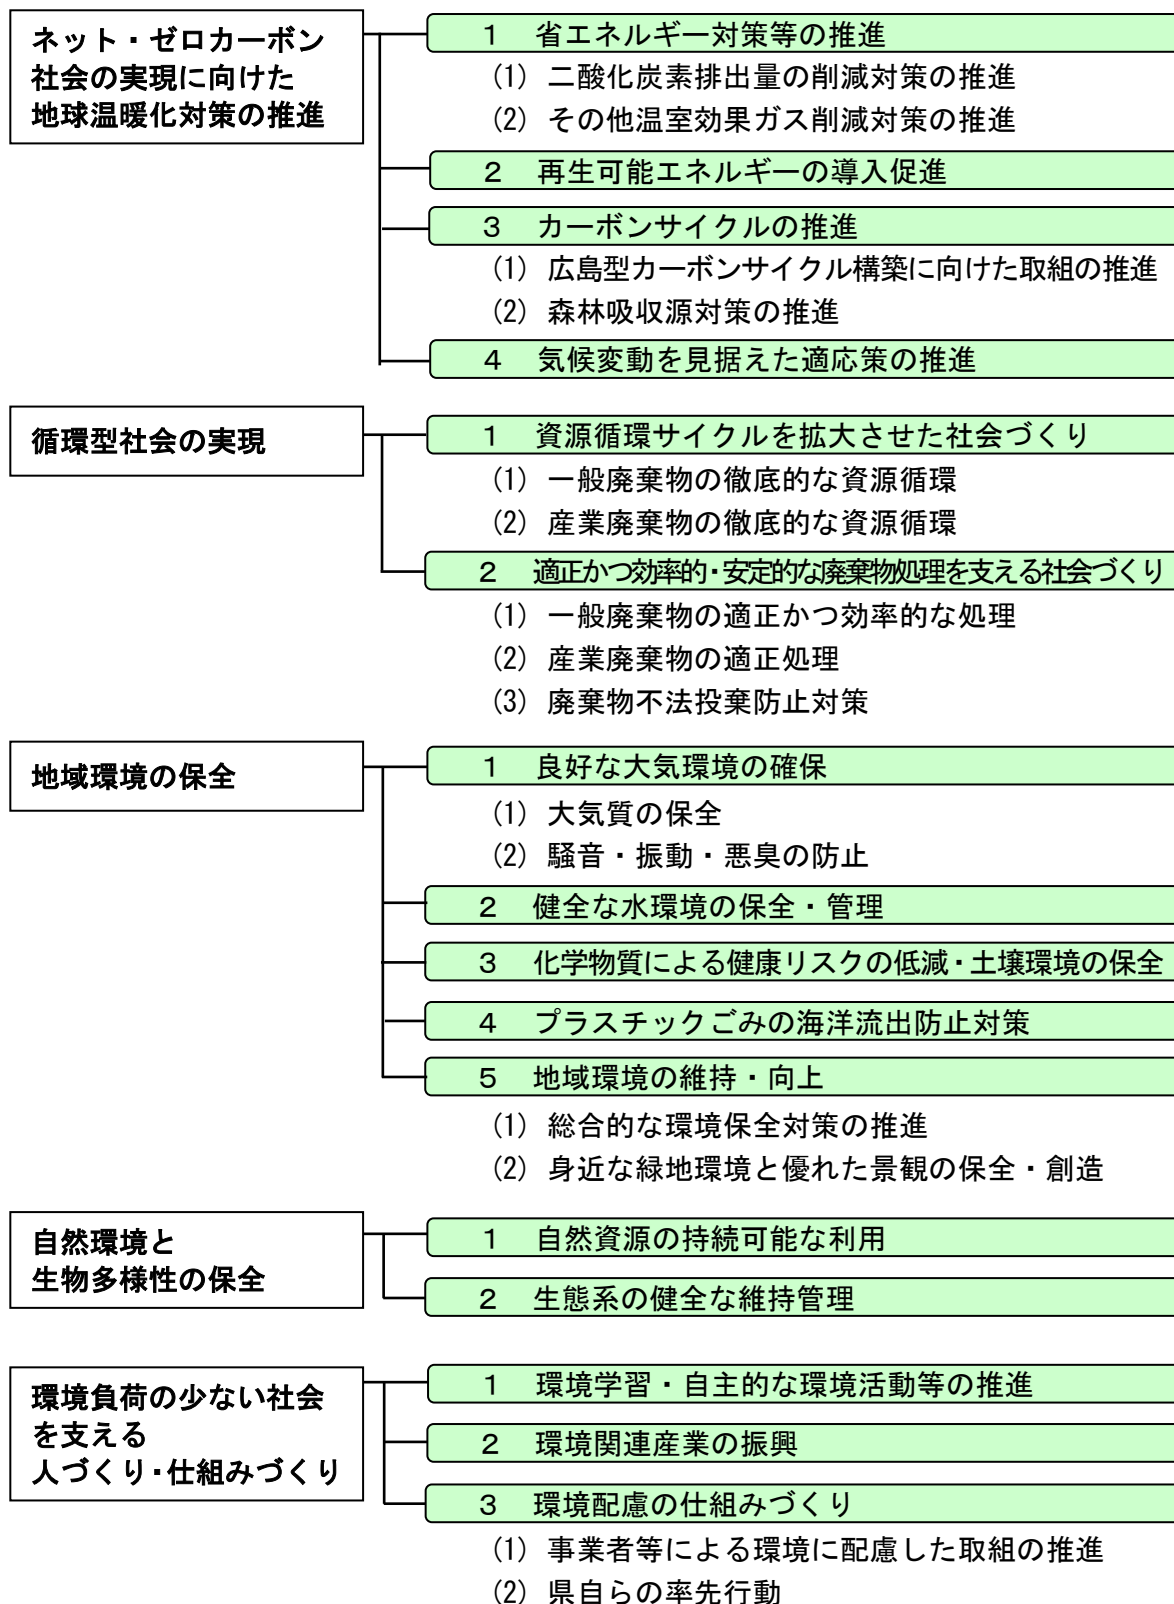 ネット・ゼロカーボン
社会の実現に向けた
地球温暖化対策の推進
１　省エネルギー対策等の推進
(1) 二酸化炭素排出量の削減対策の推進
(2) その他温室効果ガス削減対策の推進
２　再生可能エネルギーの導入促進
３　カーボンサイクルの推進
(1) 広島型カーボンサイクル構築に向けた取組の推進
(2) 森林吸収源対策の推進
４　気候変動を見据えた適応策の推進
循環型社会の実現
１　資源循環サイクルを拡大させた社会づくり
(1) 一般廃棄物の徹底的な資源循環
(2) 産業廃棄物の徹底的な資源循環
２　適正かつ効率的・安定的な廃棄物処理を支える社会づくり
(1) 一般廃棄物の適正かつ効率的な処理
(2) 産業廃棄物の適正処理
(3) 廃棄物不法投棄防止対策
地域環境の保全
１　良好な大気環境の確保
(1) 大気質の保全
(2) 騒音・振動・悪臭の防止
２　健全な水環境の保全・管理
３　化学物質による健康リスクの低減・土壌環境の保全
４　プラスチックごみの海洋流出防止対策
５　地域環境の維持・向上
(1) 総合的な環境保全対策の推進
(2) 身近な緑地環境と優れた景観の保全・創造
自然環境と
生物多様性の保全
１　自然資源の持続可能な利用
２　生態系の健全な維持管理
環境負荷の少ない社会
を支える
人づくり・仕組みづくり
１　環境学習・自主的な環境活動等の推進
２　環境関連産業の振興
３　環境配慮の仕組みづくり
(1) 事業者等による環境に配慮した取組の推進
(2) 県自らの率先行動